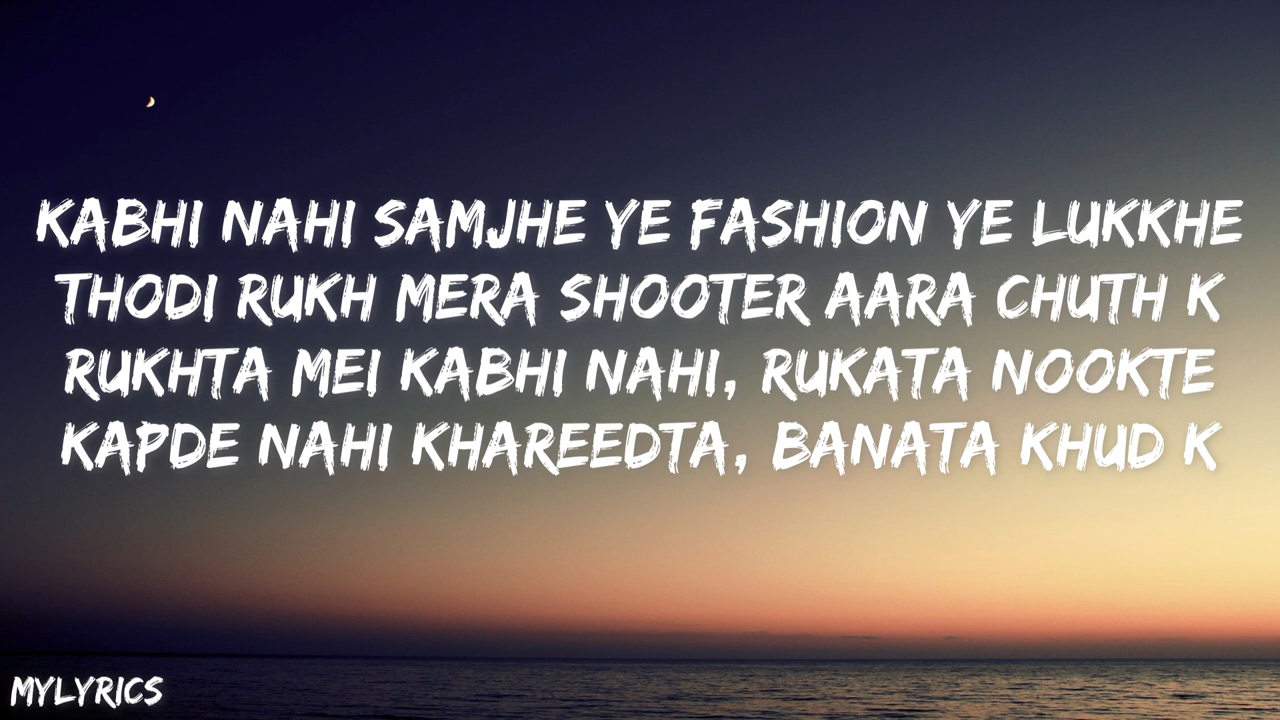 KABHI NAHI SAMJHE YE FASHION YE LUKKHE
THODI RUKH MERA SHOOTER AARA CHUTH K
RUKHTA MEI KABHI NAHI, RUKATA NOOKTE
KAPDE NAHI KHAREEDTA, BANATA KHUD K
MYLYRICS